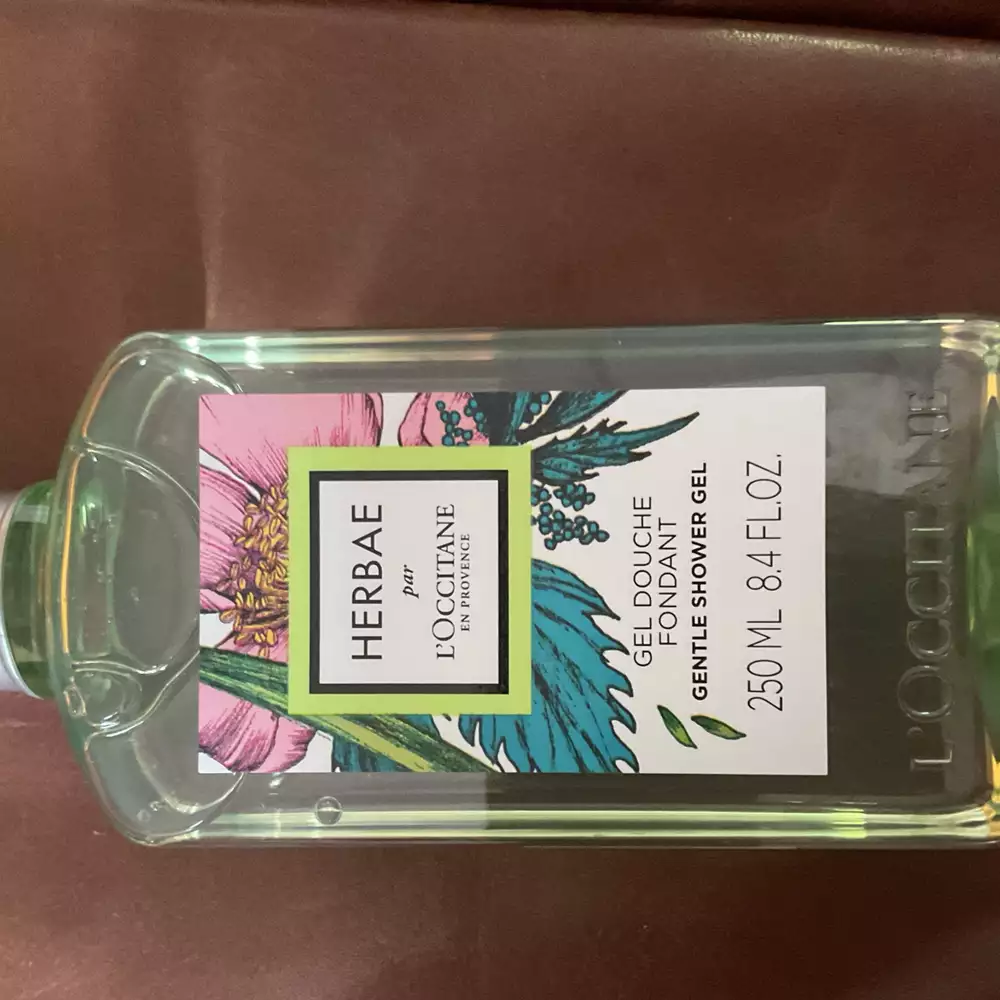 HERBAE
par
L'OCCITANE
EN PROVENCE
GEL DOUCHE
FONDANT
GENTLE SHOWER GEL
250 ML 8.4 FL.OZ.
L'OCCITANE